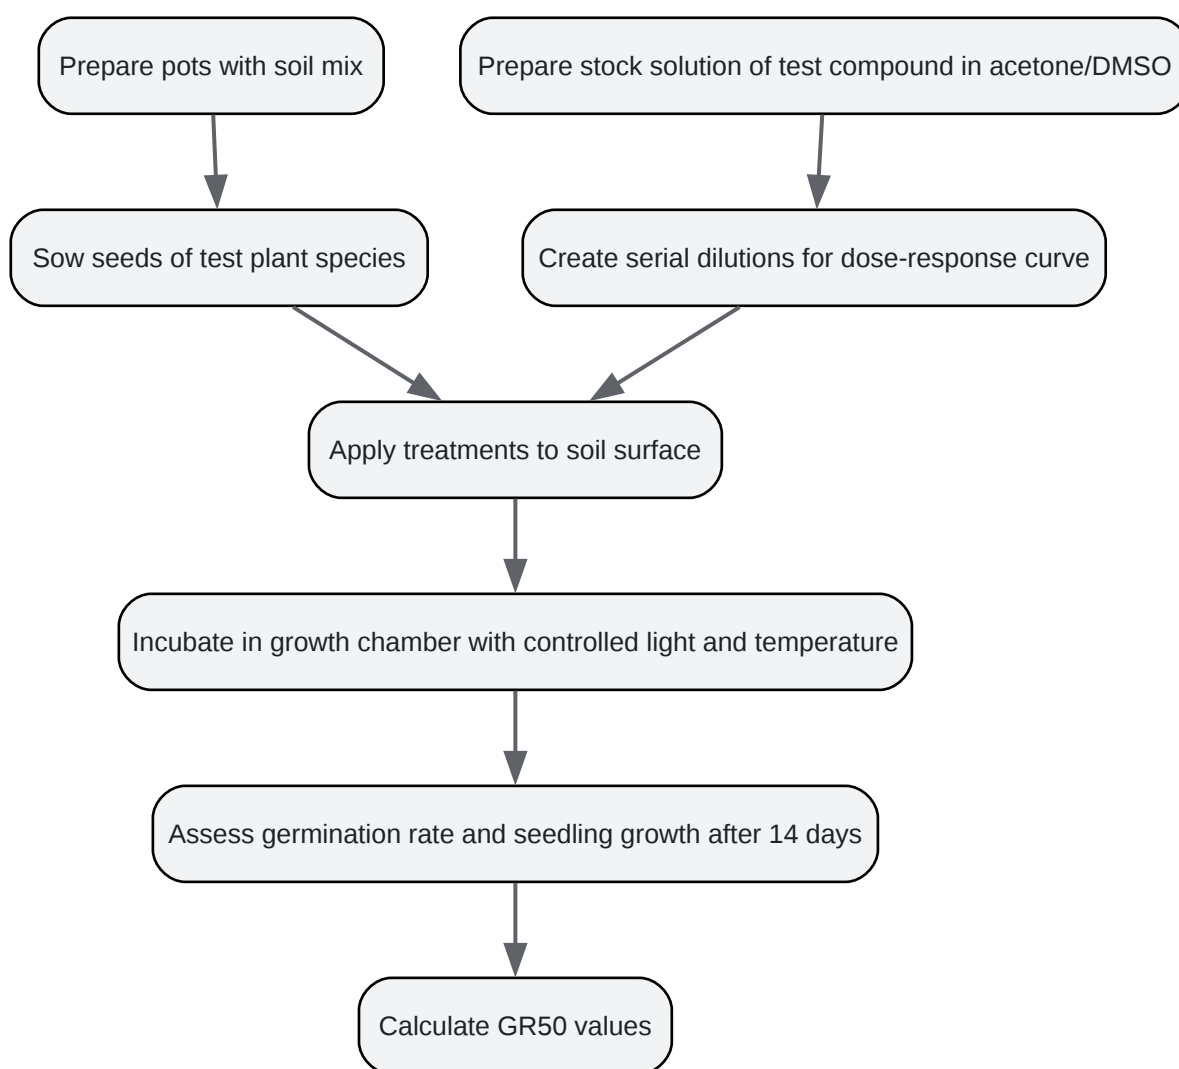 Prepare pots with soil mix
Prepare stock solution of test compound in acetone/DMSO
Sow seeds of test plant species
Create serial dilutions for dose-response curve
Apply treatments to soil surface
Incubate in growth chamber with controlled light and temperature
Assess germination rate and seedling growth after 14 days
Calculate GR50 values